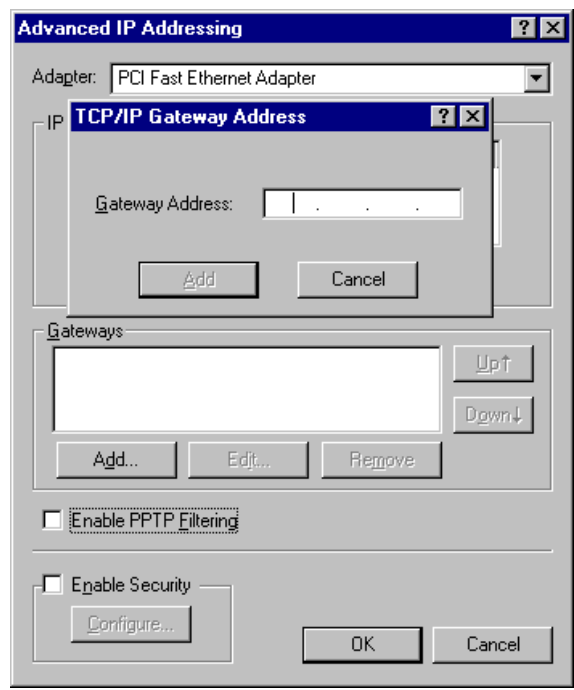 Advanced IP Addressing
Adapter: PCI Fast Ethernet Adapter
IP
TCP/IP Gateway Address
Gateway Address: . . .
Add Cancel
Gateways
Up↑
Down↓
Add... Edit... Remove
Enable PPTP Filtering
Enable Security
Configure...
OK Cancel